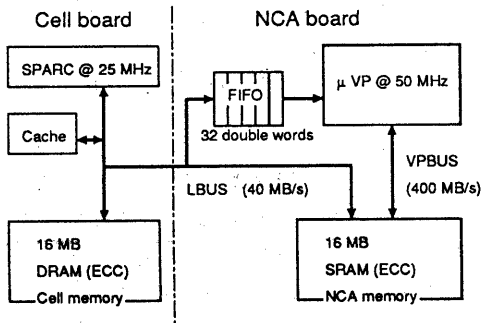 Cell board
NCA board
SPARC @ 25 MHz
FIFO
μ VP @ 50 MHz
Cache
32 double words
VPBUS
LBUS (40 MB/s)
(400 MB/s)
16 MB
DRAM (ECC)
Cell memory
16 MB
SRAM (ECC)
NCA memory